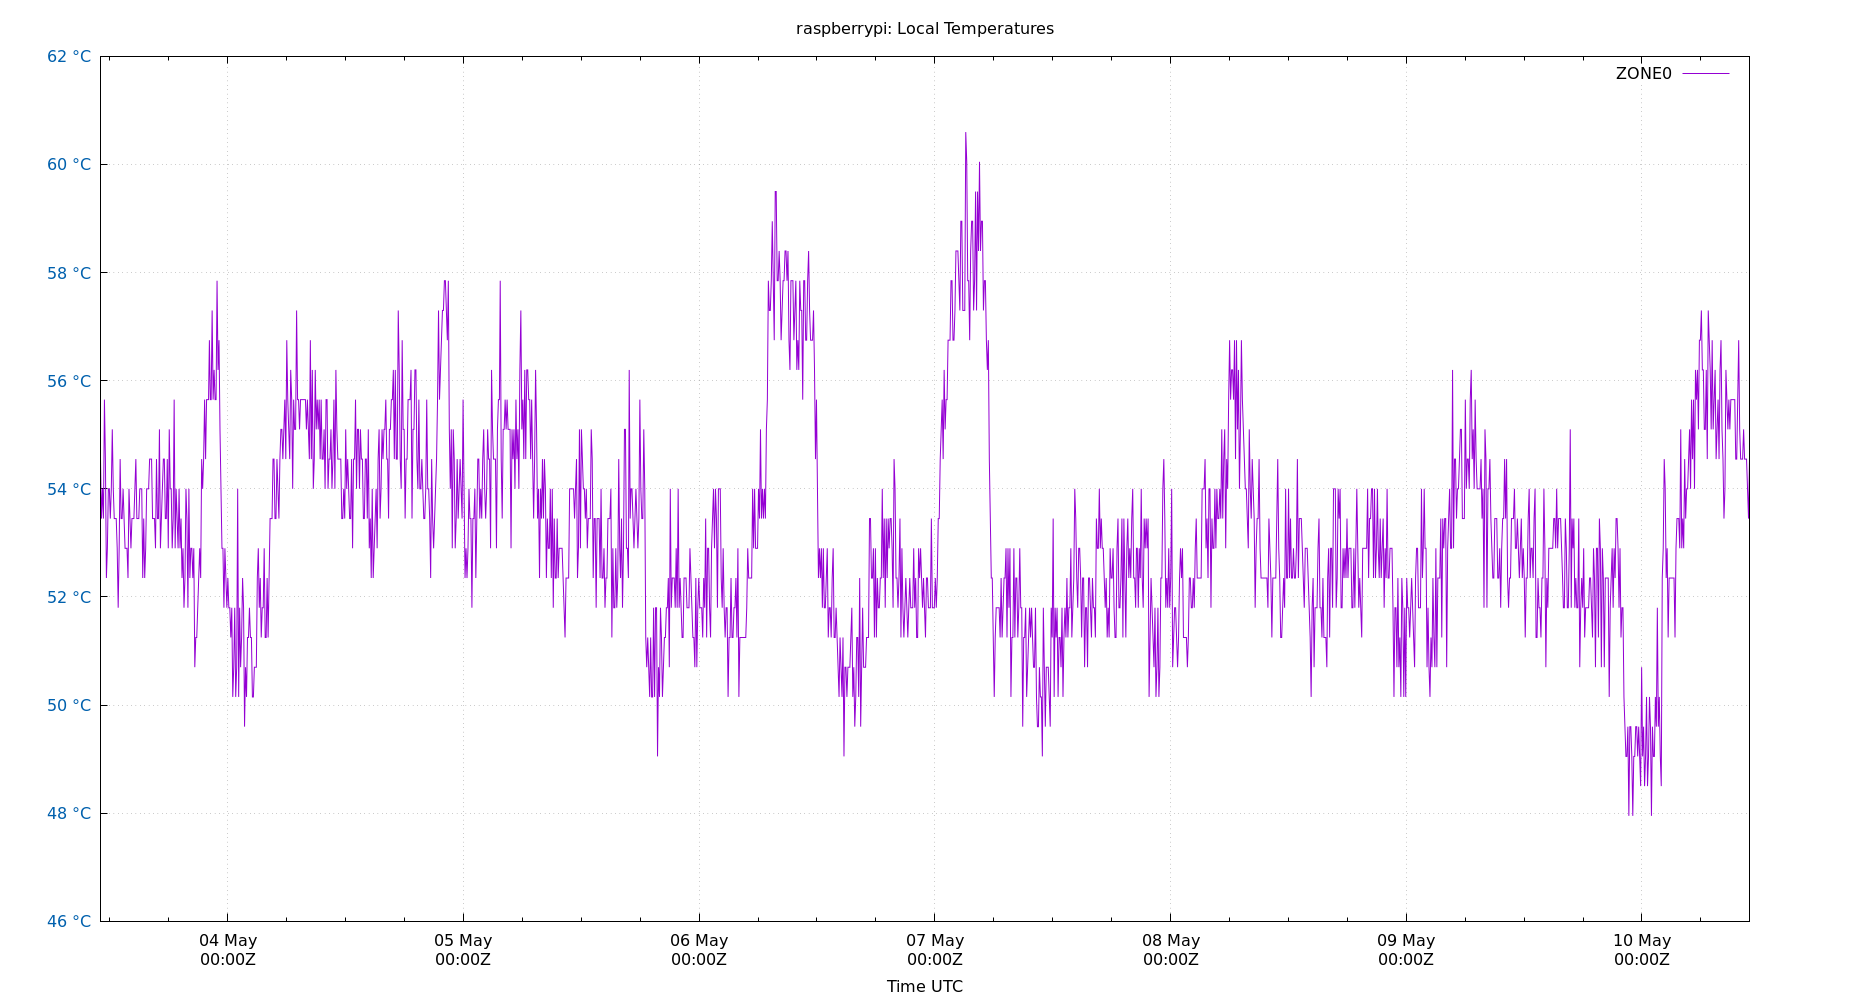 raspberrypi: Local Temperatures
ZONE0
62 °C
60 °C
58 °C
56 °C
54 °C
52 °C
50 °C
48 °C
46 °C
04 May 05 May 06 May 07 May 08 May 09 May 10 May
00:00Z 00:00Z 00:00Z 00:00Z 00:00Z 00:00Z 00:00Z
Time UTC